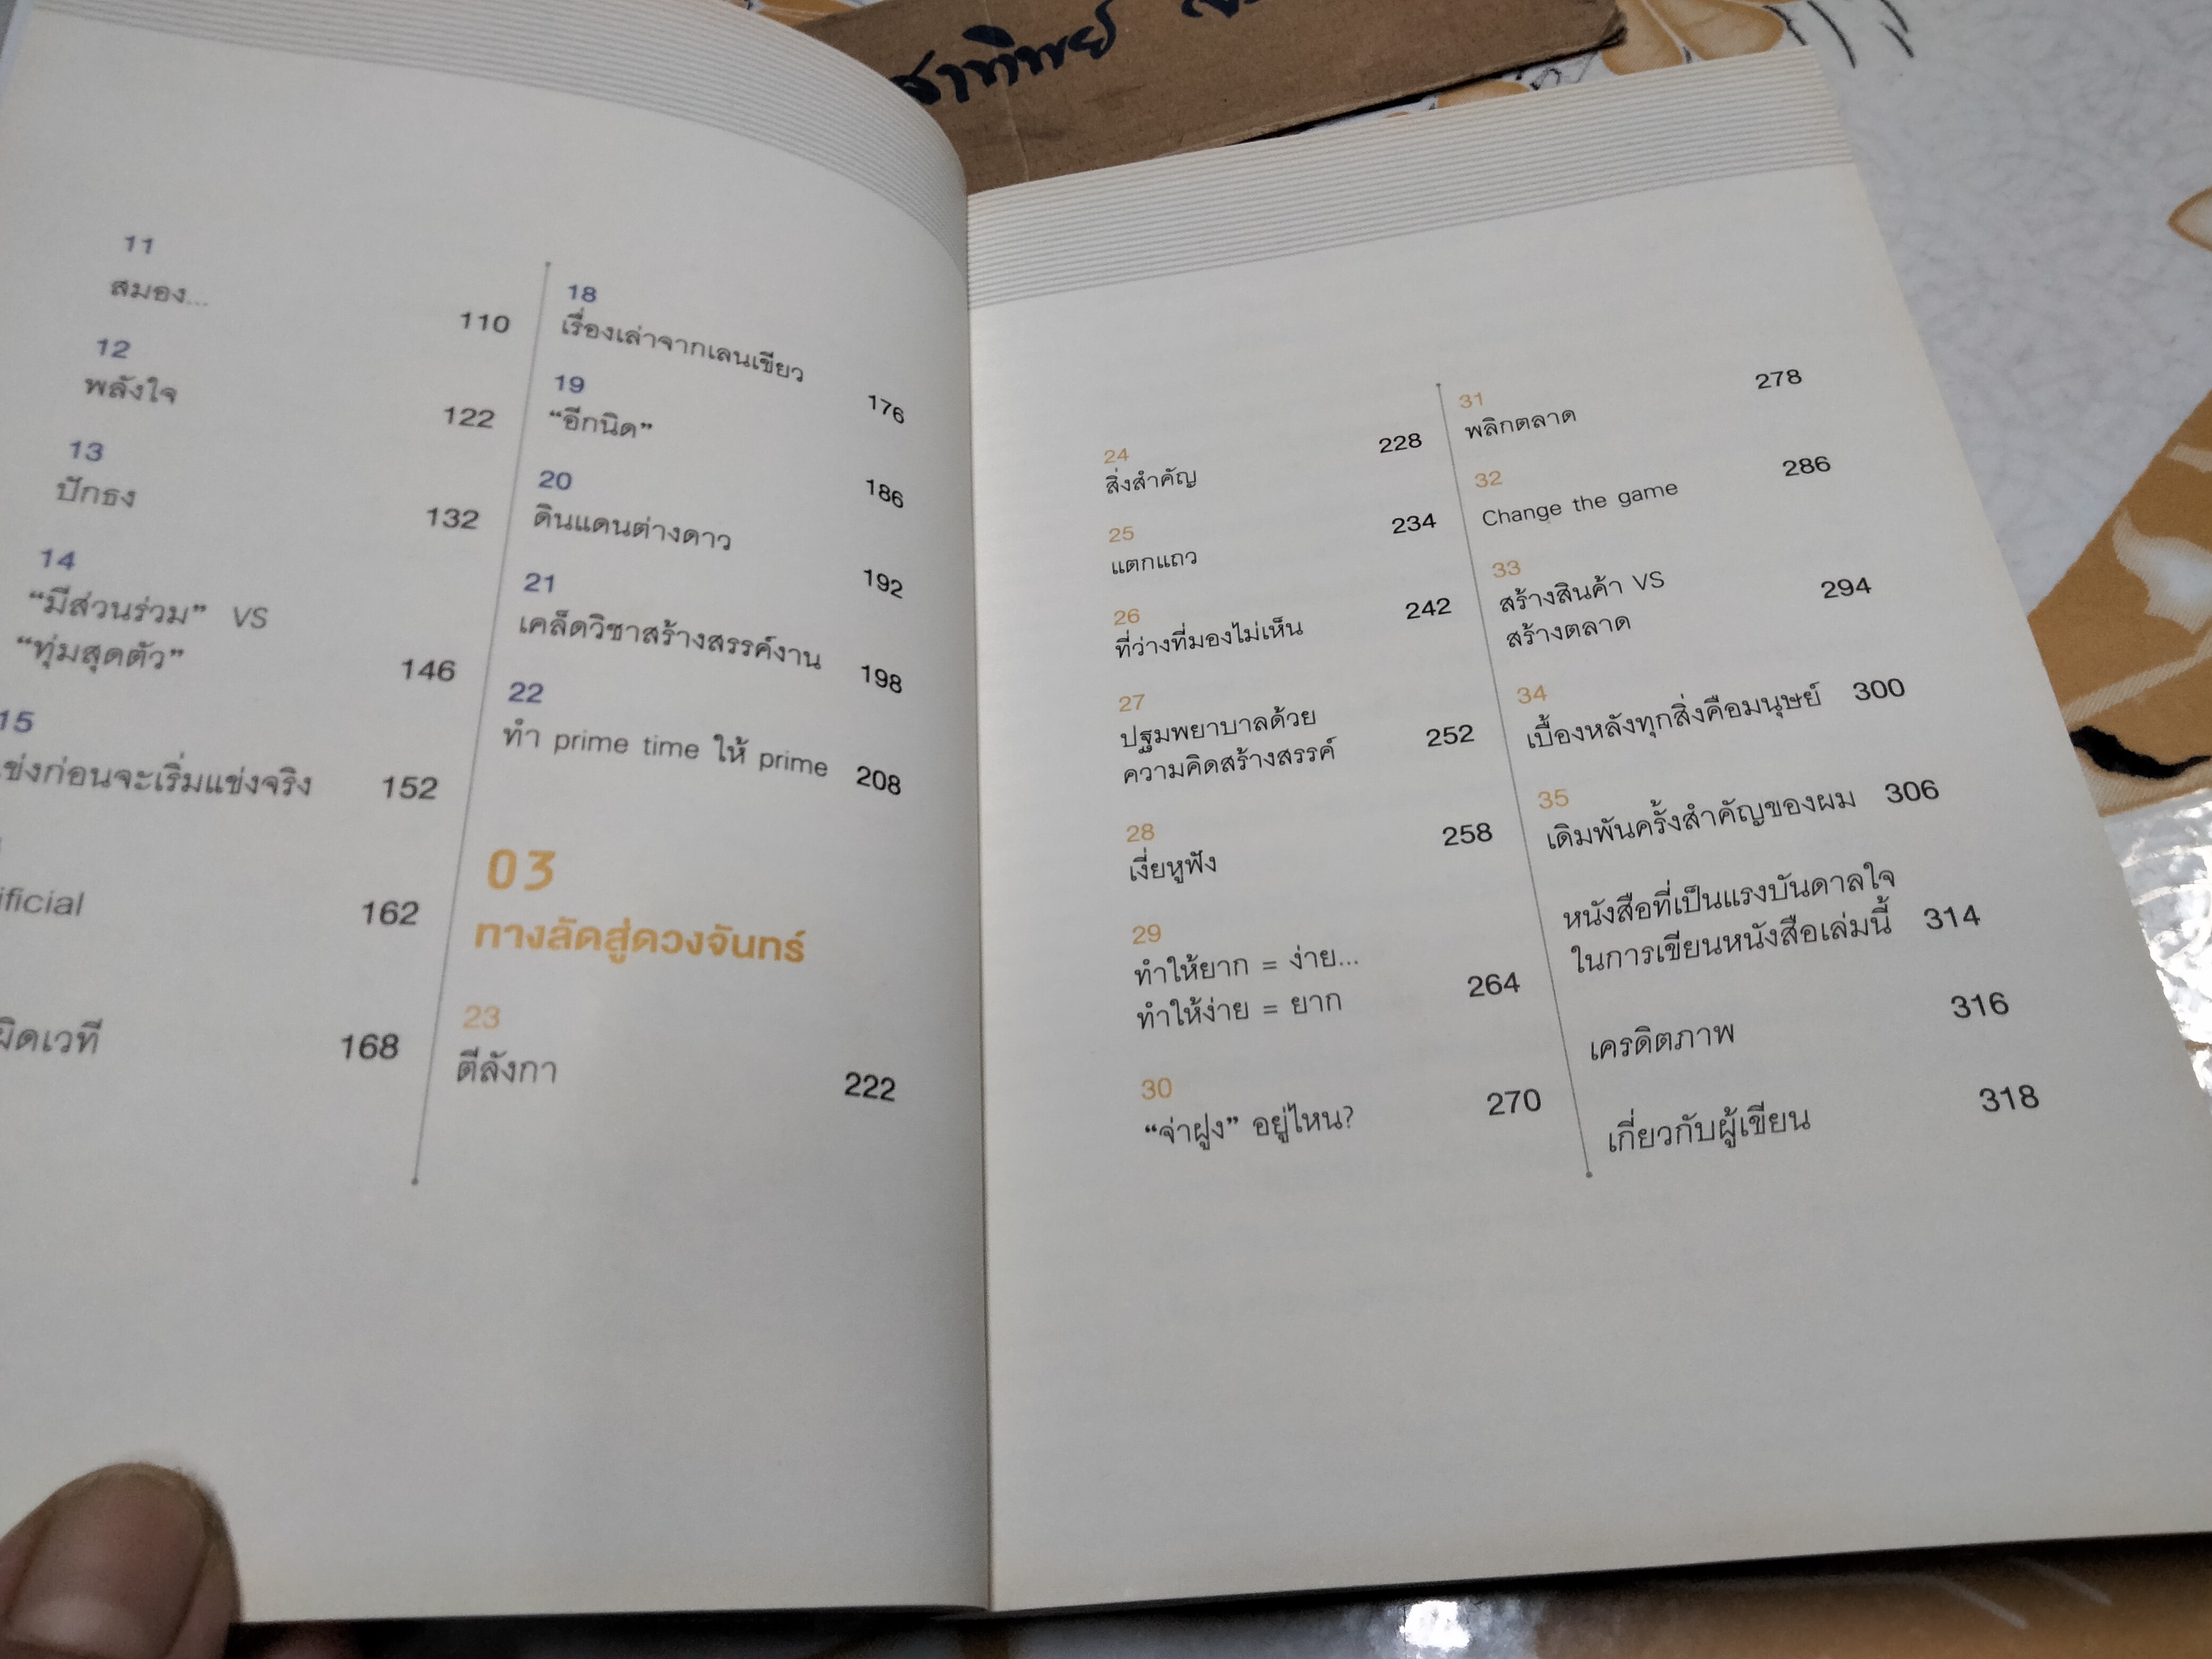 สาทิพย์
11
สมอง...
110
12
พลังใจ
122
13
ปักธง
132
14
“มีส่วนร่วม” VS
“ทุ่มสุดตัว”
146
15
ข่งก่อนจะเริ่มแข่งจริง 152
ificial 162
ผิดเวที 168
18
เรื่องเล่าจากเลนเขียว
176
19
“อีกนิด”
186
20
ดินแดนต่างดาว
192
21
เคล็ดวิชาสร้างสรรค์งาน 198
22
ทำ prime time ให้ prime 208
03
ทางลัดสู่ดวงจันทร์
23
ตีลังกา
222
24
สิ่งสำคัญ 228
25
แตกแถว 234
26
ที่ว่างที่มองไม่เห็น 242
27
ปฐมพยาบาลด้วย
ความคิดสร้างสรรค์ 252
28
เงี่ยหูฟัง 258
29
ทำให้ยาก = ง่าย...
ทำให้ง่าย = ยาก 264
30
“จ่าฝูง” อยู่ไหน? 270
31
พลิกตลาด 278
32
Change the game 286
33
สร้างสินค้า VS
สร้างตลาด 294
34
เบื้องหลังทุกสิ่งคือมนุษย์ 300
35
เดิมพันครั้งสำคัญของผม 306
หนังสือที่เป็นแรงบันดาลใจ
ในการเขียนหนังสือเล่มนี้ 314
เครดิตภาพ 316
เกี่ยวกับผู้เขียน 318